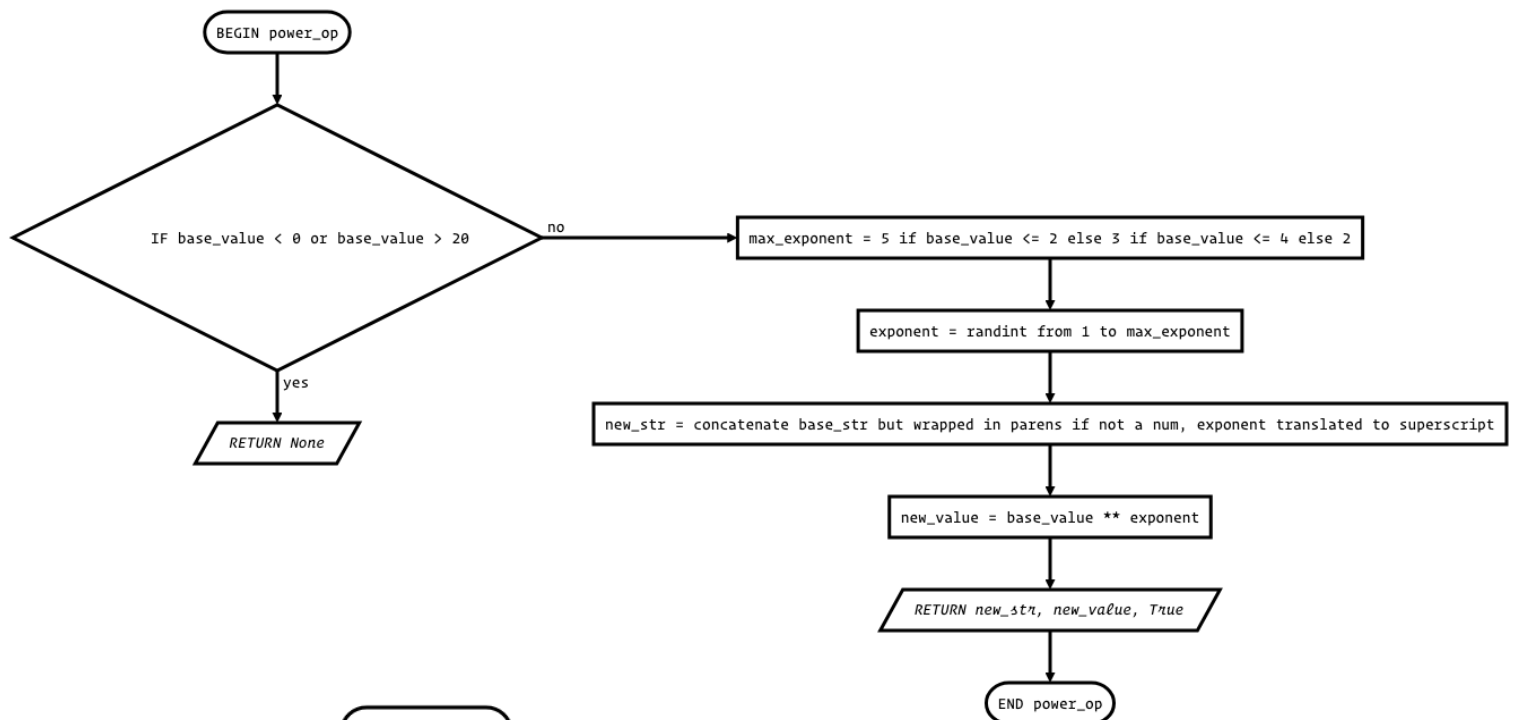 BEGIN power_op
IF base_value < 0 or base_value > 20
no
max_exponent = 5 if base_value <= 2 else 3 if base_value <= 4 else 2
exponent = randint from 1 to max_exponent
yes
new_str = concatenate base_str but wrapped in parens if not a num, exponent translated to superscript
RETURN None
new_value = base_value ** exponent
RETURN new_str, new_value, True
END power_op